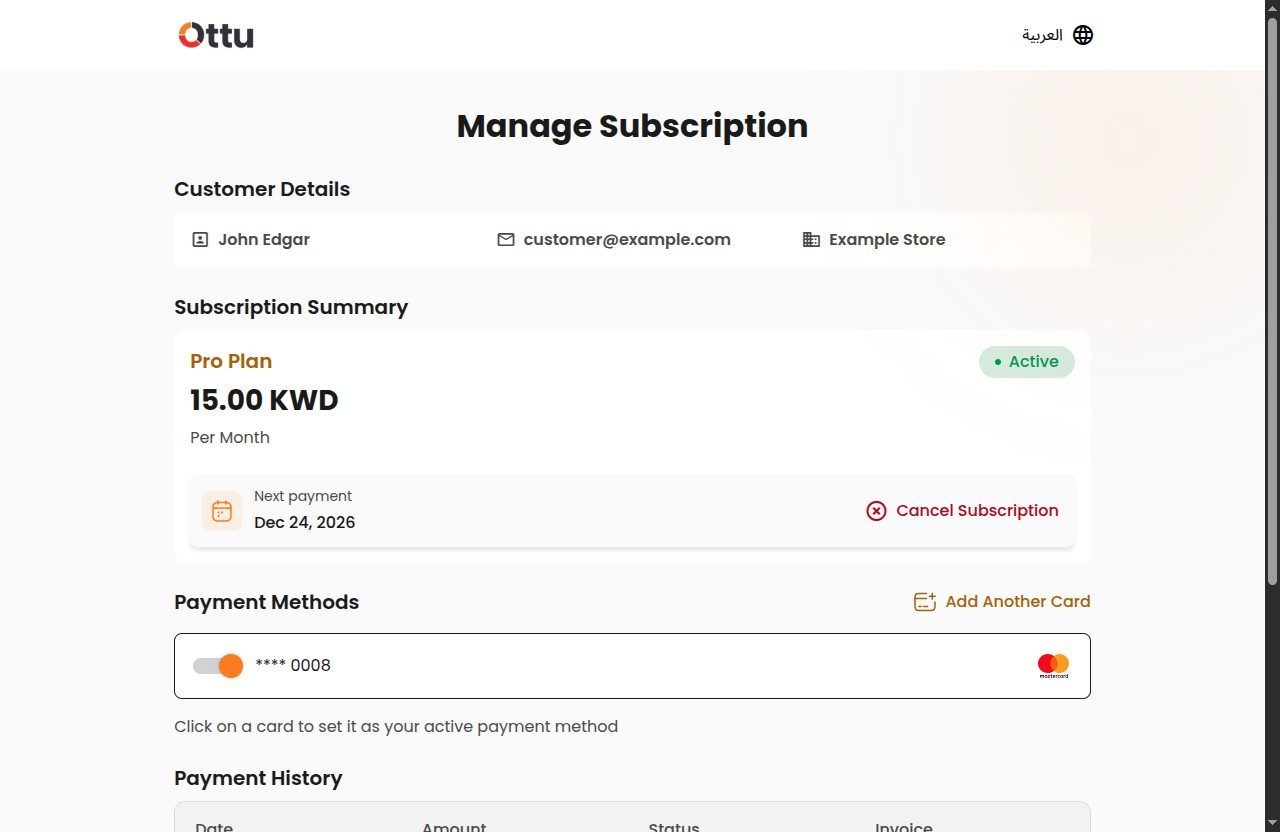 Ottu
العربية
Manage Subscription
Customer Details
John Edgar
customer@example.com
Example Store
Subscription Summary
Pro Plan
Active
15.00 KWD
Per Month
Next payment
Dec 24, 2026
Cancel Subscription
Payment Methods
Add Another Card
**** 0008
mastercard
Click on a card to set it as your active payment method
Payment History
Date
Amount
Status
Invoice